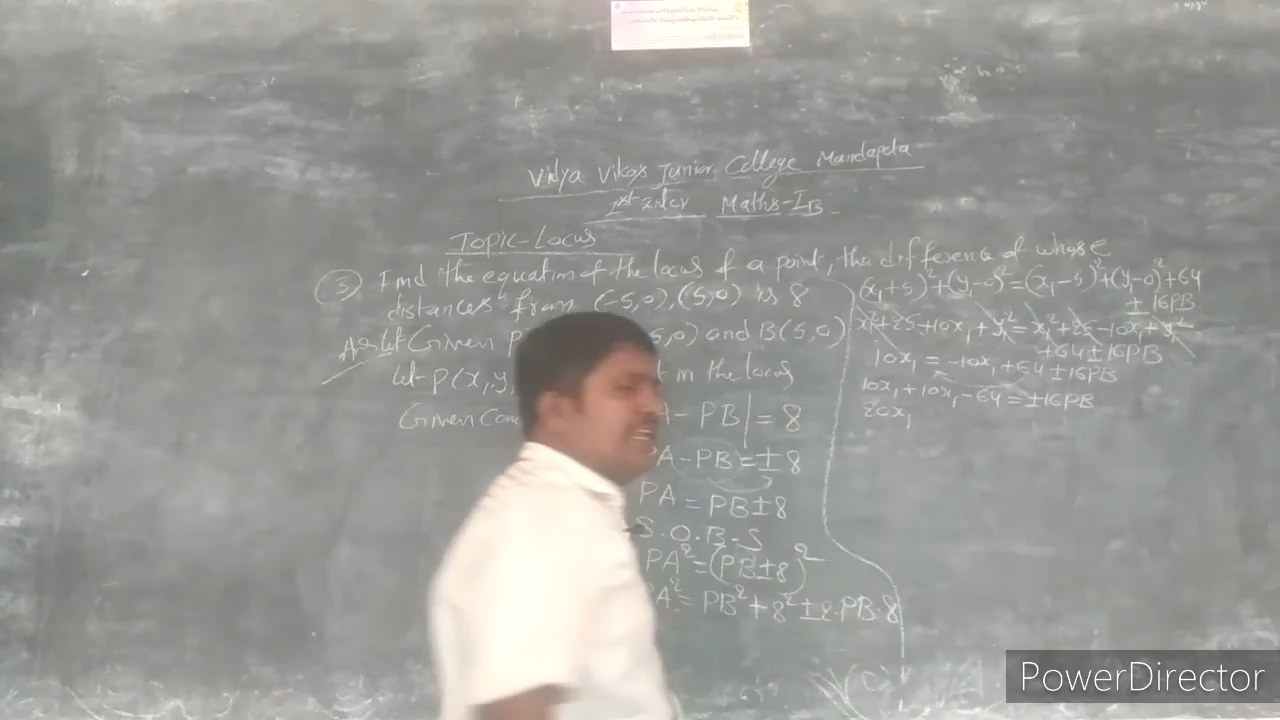 Vidya Vikas Junior College Mandapeta
1st Inter Maths-IB
Topic-Locus
3 Find the equation of the locus of a point, the difference of whose
distances from (-5,0), (5,0) is 8
Given P 5,0) and B(5,0)
let P(x1,y in the locus
Given Con A-PB|=8
PA-PB=±8
PA=PB±8
S.O.B.S
PA²=(PB±8)²
PA²=PB²+8²±2.PB.8
(x1+5)²+(y1-0)²=(x1-5)²+(y1-0)²+64
±16PB
x1²+25+10x1+y1²=x1²+25-10x1+y1²
+64±16PB
10x1=-10x1+64±16PB
10x1+10x1-64=±16PB
20x1
PowerDirector